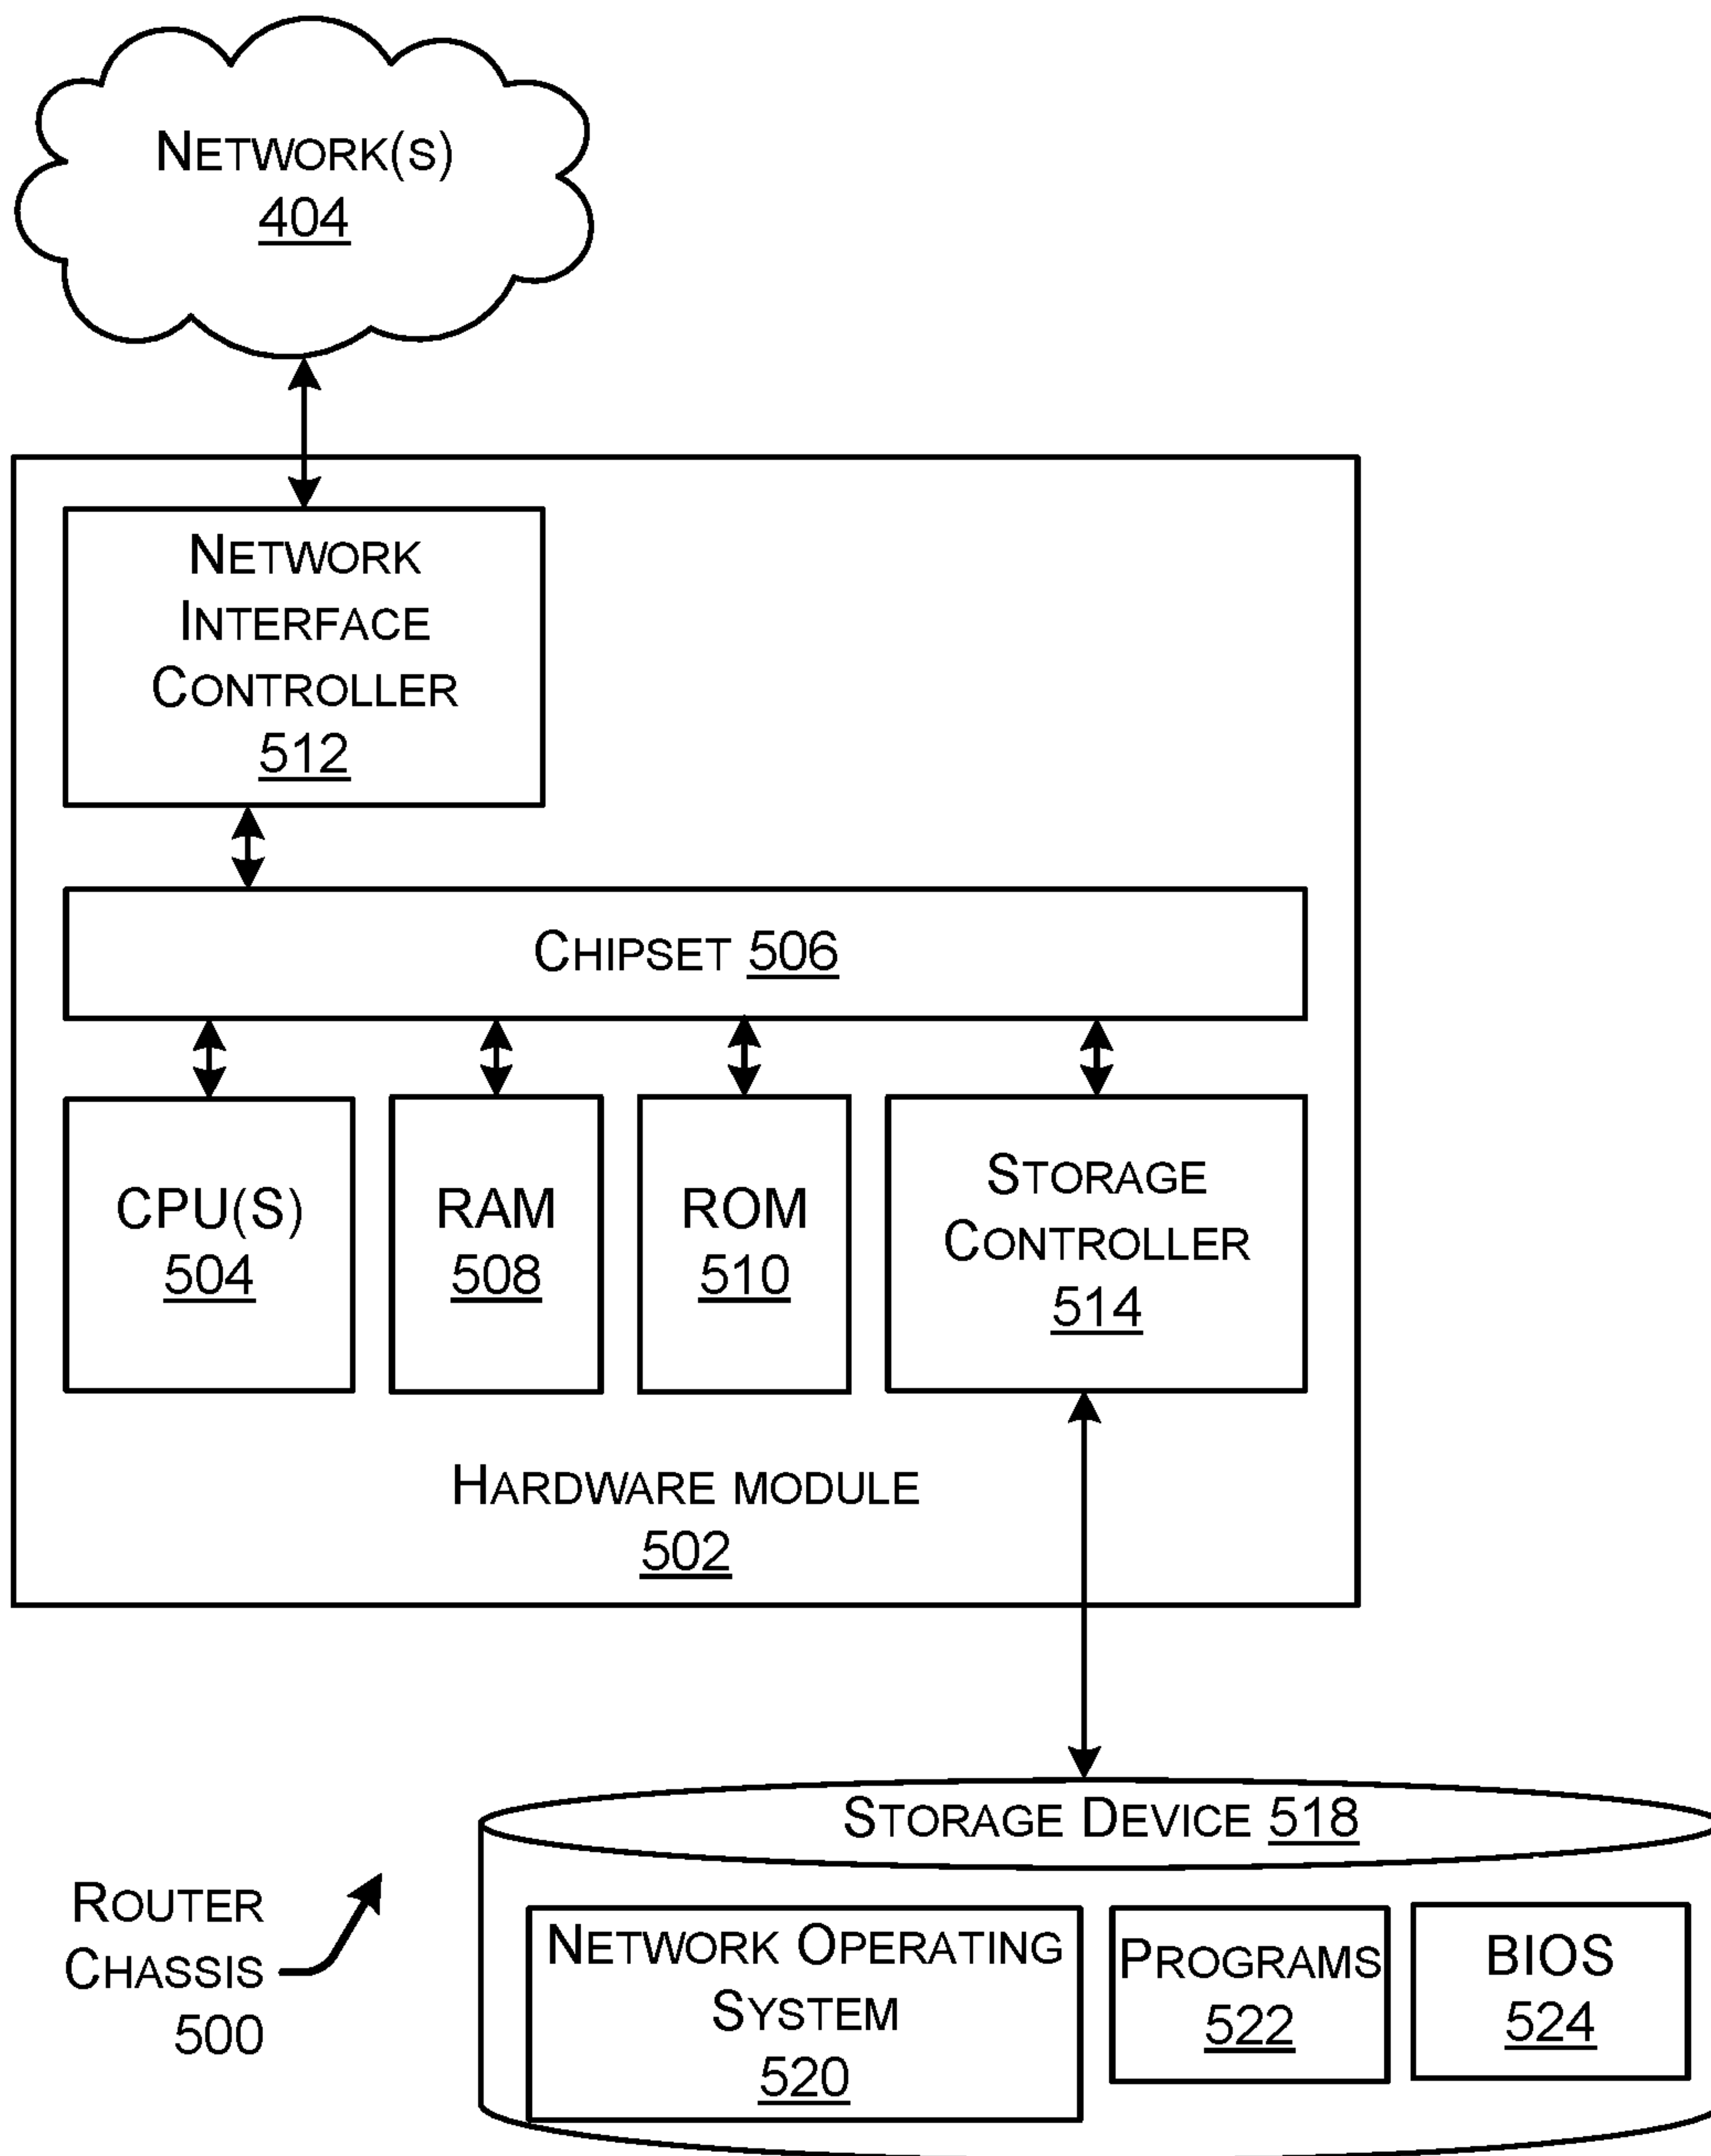 NETWORK(S)
404
NETWORK
INTERFACE
CONTROLLER
512
CHIPSET 506
CPU(S)
504
RAM
508
ROM
510
STORAGE
CONTROLLER
514
HARDWARE MODULE
502
STORAGE DEVICE 518
ROUTER
CHASSIS
500
NETWORK OPERATING
SYSTEM
520
PROGRAMS
522
BIOS
524